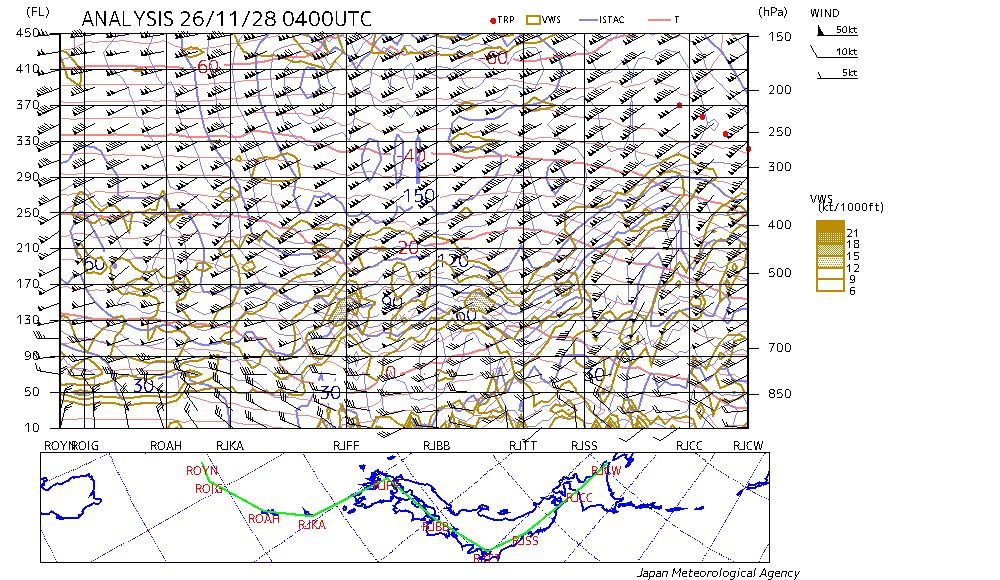 (FL) ANALYSIS 26/11/28 0400UTC TRP VWS ISTAC T (hPa) WIND
450 150 50kt
10kt
410 -60 -60 5kt
370 200
330 250
-40
290 300
-150 VWS
250 400 (kt/1000ft)
21
210 -20 120 18
60 15
500 12
170 9
90 6
130 60
90 700
0
30 30 30
50 850
10
ROYN ROIG ROAH RJKA RJFF RJBB RJTT RJSS RJCC RJCW
ROYN RJCW
ROIG RJFF RJCC
ROAH RJKA RJBB
RJSS
RJTT
Japan Meteorological Agency